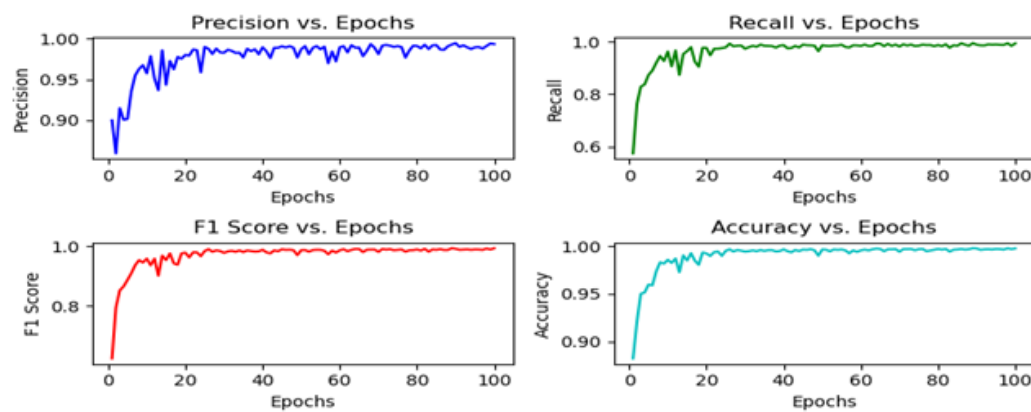 Precision vs. Epochs
1.00
0.95
0.90
Precision
0 20 40 60 80 100
Epochs
Recall vs. Epochs
1.0
0.8
0.6
Recall
0 20 40 60 80 100
Epochs
F1 Score vs. Epochs
1.0
0.8
F1 Score
0 20 40 60 80 100
Epochs
Accuracy vs. Epochs
1.00
0.95
0.90
Accuracy
0 20 40 60 80 100
Epochs